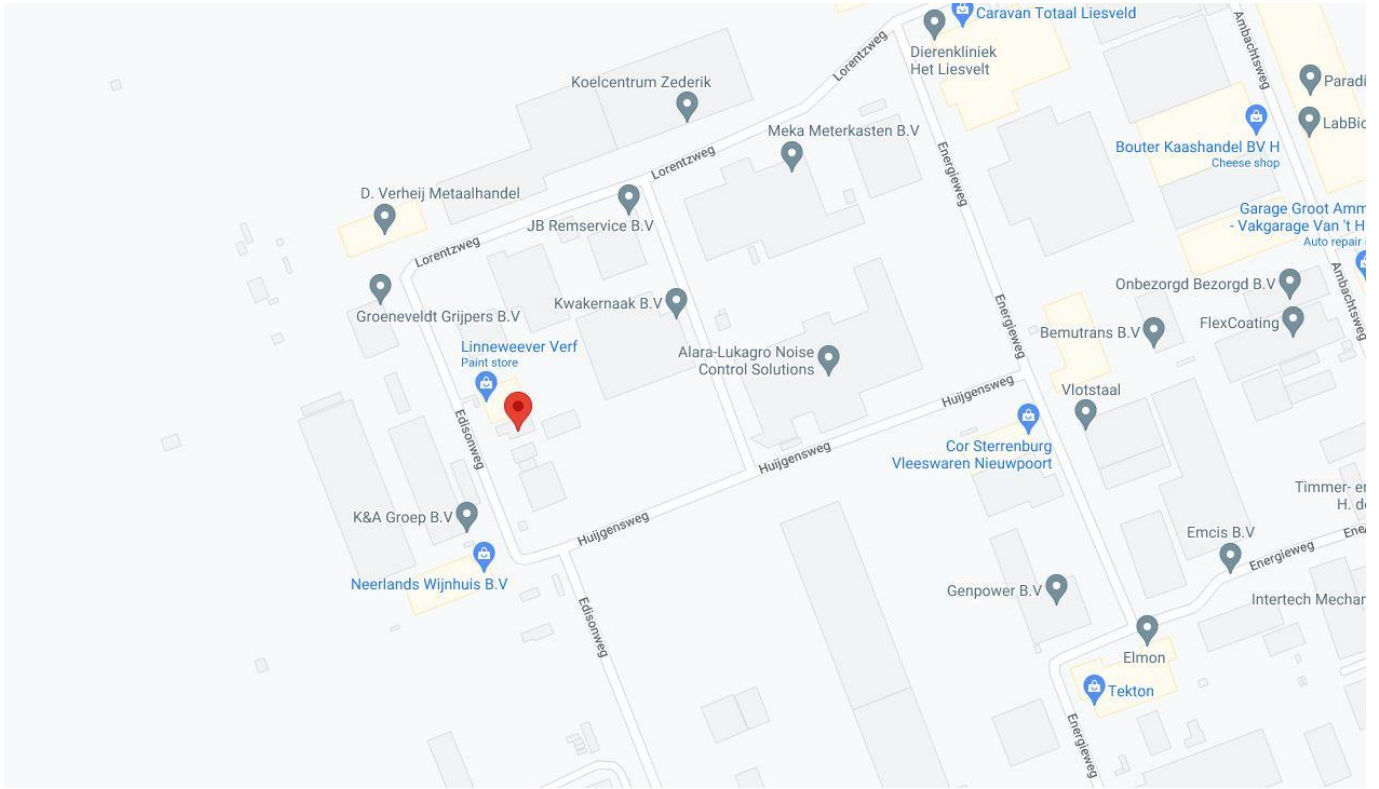 Caravan Totaal Liesveld
Dierenkliniek
Het Liesvelt
Lorentzweg
Ambachtsweg
Koelcentrum Zederik
Paradi
Meka Meterkasten B.V
LabBio
Bouter Kaashandel BV H
Cheese shop
Lorentzweg
Energieweg
D. Verheij Metaalhandel
JB Remservice B.V
Garage Groot Amm
- Vakgarage Van 't H
Auto repair
Lorentzweg
Ambachtsweg
Onbezorgd Bezorgd B.V
Kwakernaak B.V
Groeneveldt Grijpers B.V
Energieweg
FlexCoating
Bemutrans B.V
Linneweever Verf
Paint store
Alara-Lukagro Noise
Control Solutions
Huijgensweg
Vlotstaal
Edisonweg
Cor Sterrenburg
Vleeswaren Nieuwpoort
Huijgensweg
Timmer- en
H. de
K&A Groep B.V
Huijgensweg
Emcis B.V
Energieweg
Ene
Neerlands Wijnhuis B.V
Genpower B.V
Intertech Mechan
Edisonweg
Elmon
Tekton
Energieweg